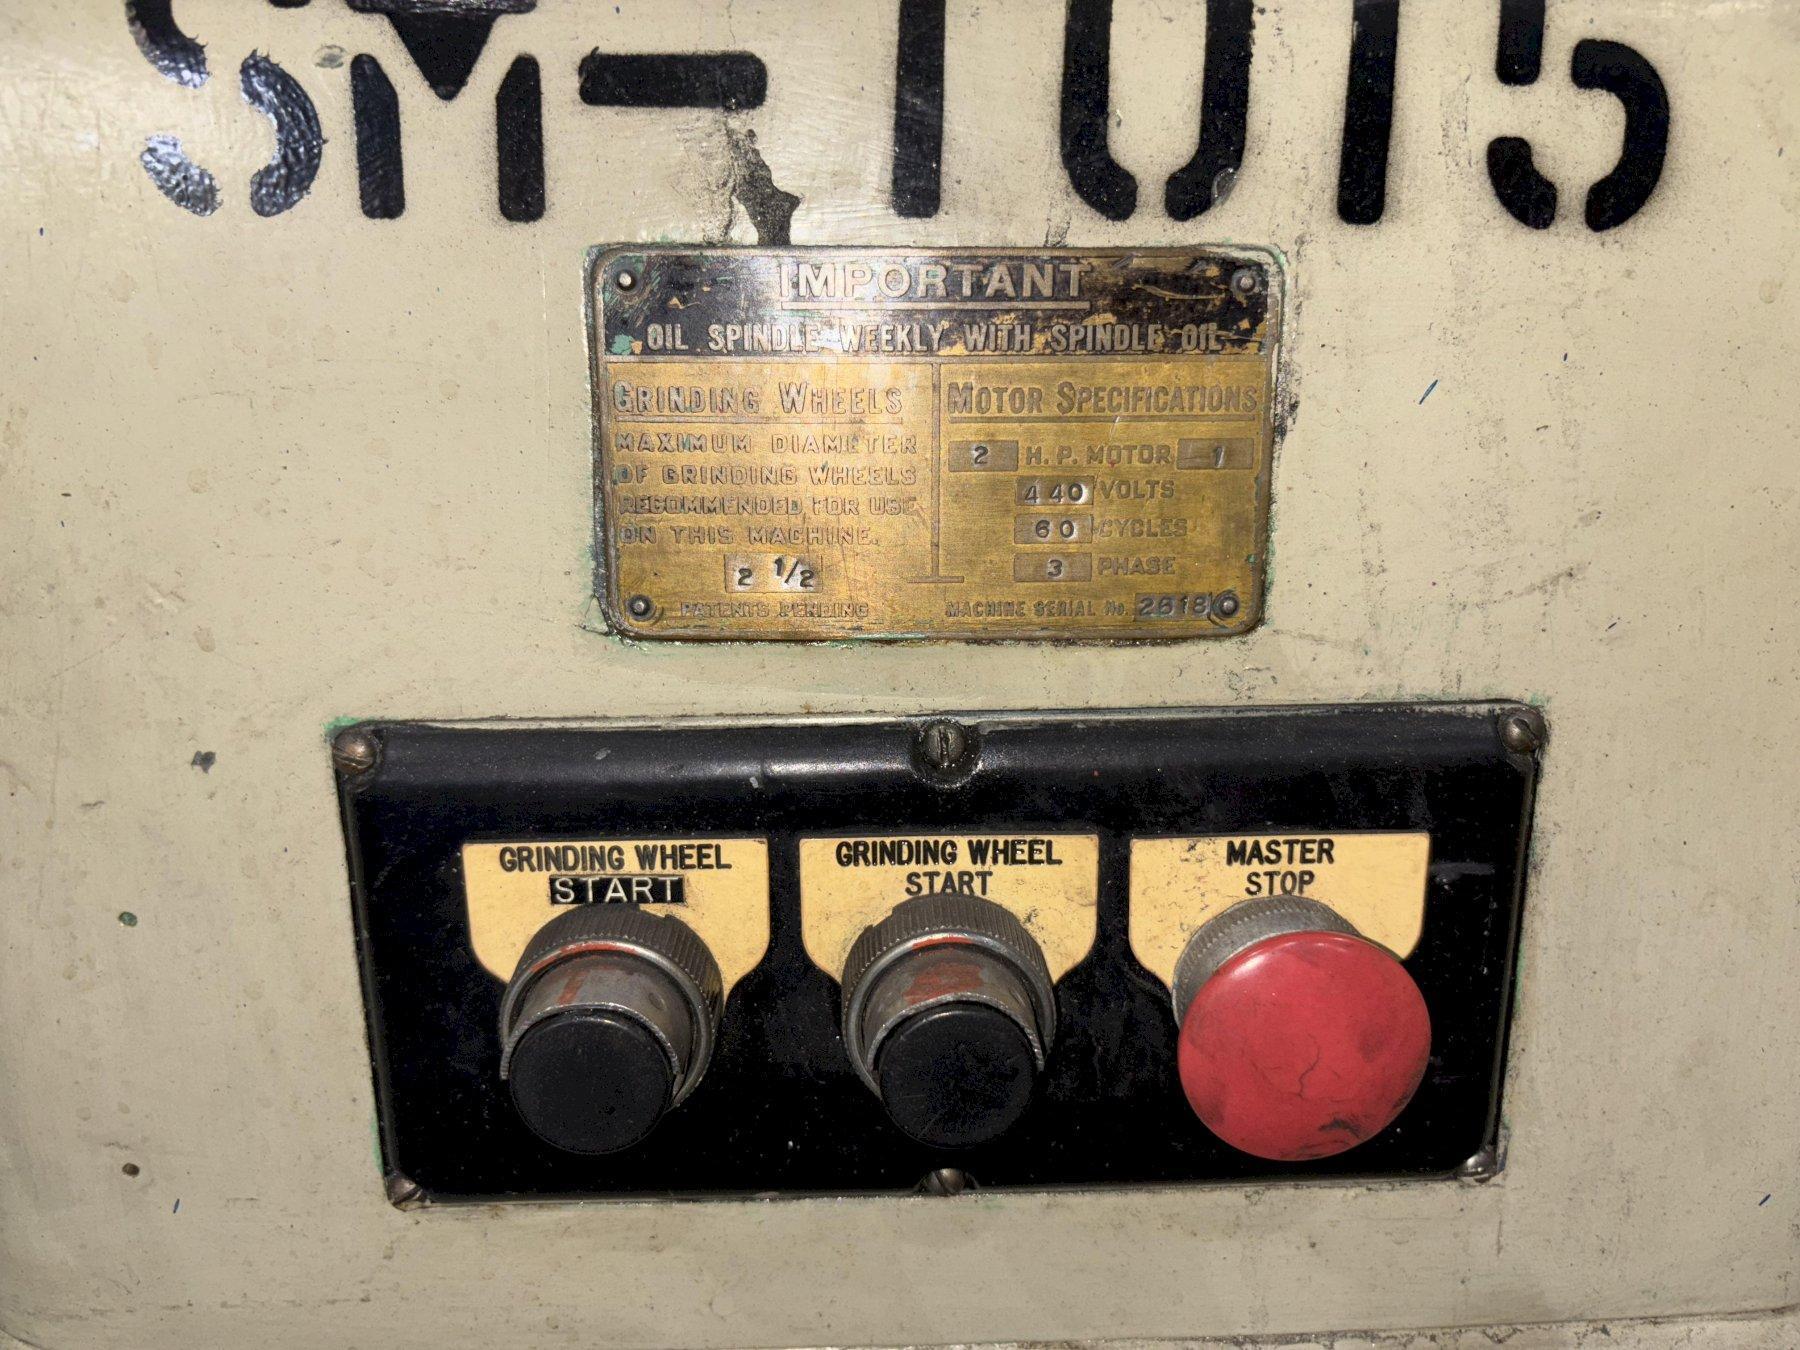 SM-1015
IMPORTANT
OIL SPINDLE WEEKLY WITH SPINDLE OIL
GRINDING WHEELS
MAXIMUM DIAMETER
OF GRINDING WHEELS
RECOMMENDED FOR USE
ON THIS MACHINE.
2 1/2
PATENTS PENDING
MOTOR SPECIFICATIONS
2 H. P. MOTOR 1
440 VOLTS
60 CYCLES
3 PHASE
MACHINE SERIAL No. 2618
GRINDING WHEEL
START
GRINDING WHEEL
START
MASTER
STOP